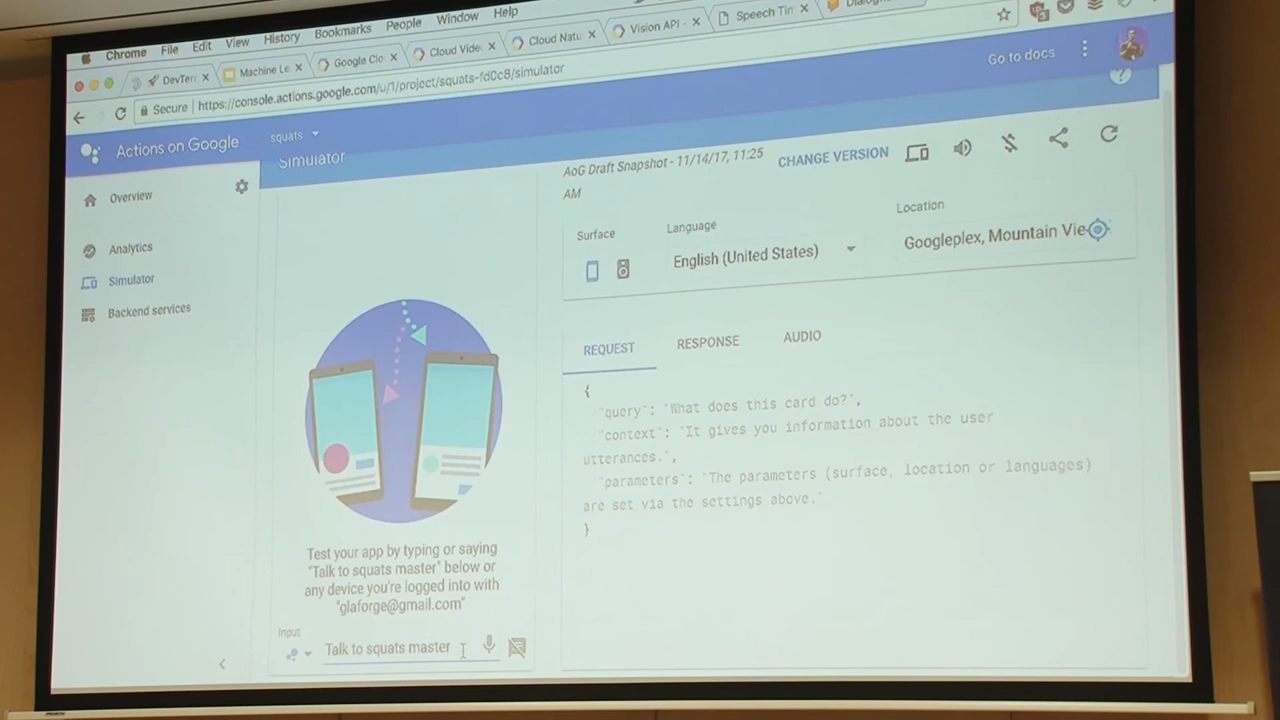 Chrome File Edit View History Bookmarks People Window Help
DevTer Machine Le Google Clo Cloud Vide Cloud Natu Vision API - Speech Tim
Secure https://console.actions.google.com/u/1/project/squats-fd0c8/simulator
Actions on Google squats Go to docs
Simulator
AoG Draft Snapshot - 11/14/17, 11:25
AM
CHANGE VERSION
Overview
Analytics
Simulator
Backend services
Surface
Language
English (United States)
Location
Googleplex, Mountain Vie
REQUEST RESPONSE AUDIO
{
"query": "What does this card do?",
"context": "It gives you information about the user
utterances.",
"parameters": "The parameters (surface, location or languages)
are set via the settings above."
}
Test your app by typing or saying
"Talk to squats master" below or
any device you're logged into with
"glaforge@gmail.com"
Input
Talk to squats master